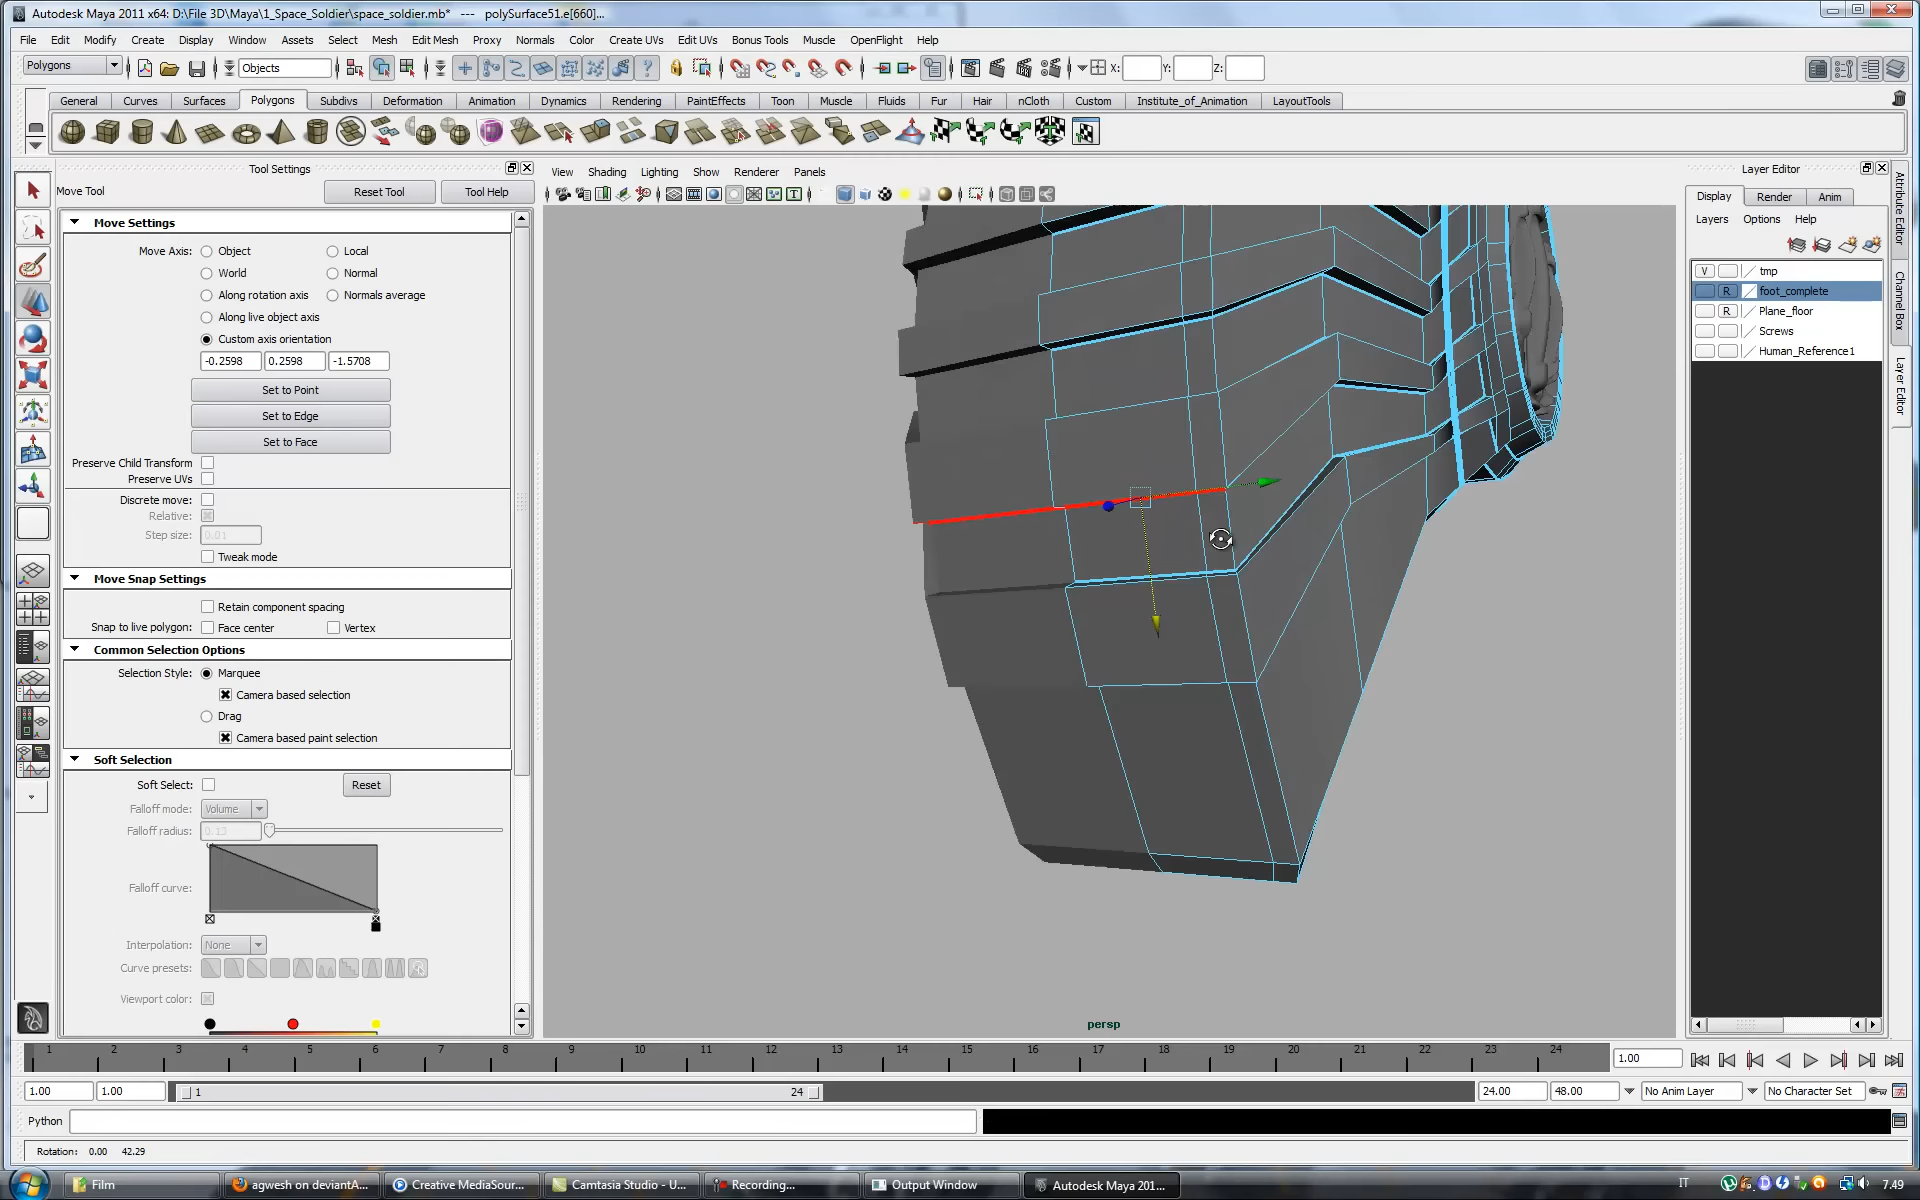 Autodesk Maya 2011 x64: D:\File 3D\Maya\1_Space_Soldier\space_soldier.mb*   ---   polySurface51.e[660]...
File Edit Modify Create Display Window Assets Select Mesh Edit Mesh Proxy Normals Color Create UVs Edit UVs Bonus Tools Muscle OpenFlight Help
Polygons Objects X: Y: Z:
General Curves Surfaces Polygons Subdivs Deformation Animation Dynamics Rendering PaintEffects Toon Muscle Fluids Fur Hair nCloth Custom Institute_of_Animation LayoutTools
Tool Settings
Move Tool Reset Tool Tool Help
Move Settings
Move Axis: Object Local
World Normal
Along rotation axis Normals average
Along live object axis
Custom axis orientation
-0.2598 0.2598 -1.5708
Set to Point
Set to Edge
Set to Face
Preserve Child Transform
Preserve UVs
Discrete move:
Relative:
Step size: 0.01
Tweak mode
Move Snap Settings
Retain component spacing
Snap to live polygon: Face center Vertex
Common Selection Options
Selection Style: Marquee
Camera based selection
Drag
Camera based paint selection
Soft Selection
Soft Select: Reset
Falloff mode: Volume
Falloff radius:
Falloff curve:
Interpolation: None
Curve presets:
Viewport color:
View Shading Lighting Show Renderer Panels
persp
Layer Editor
Display Render Anim
Layers Options Help
V tmp
R foot_complete
R Plane_floor
Screws
Human_Reference1
Attribute Editor
Channel Box
Layer Editor
1 2 3 4 5 6 7 8 9 10 11 12 13 14 15 16 17 18 19 20 21 22 23 24 1.00
1.00 1.00 1 24 24.00 48.00 No Anim Layer No Character Set
Python
Rotation: 0.00 42.29
Film agwesh on deviantA... Creative MediaSour... Camtasia Studio - U... Recording... Output Window Autodesk Maya 201... IT 7.49